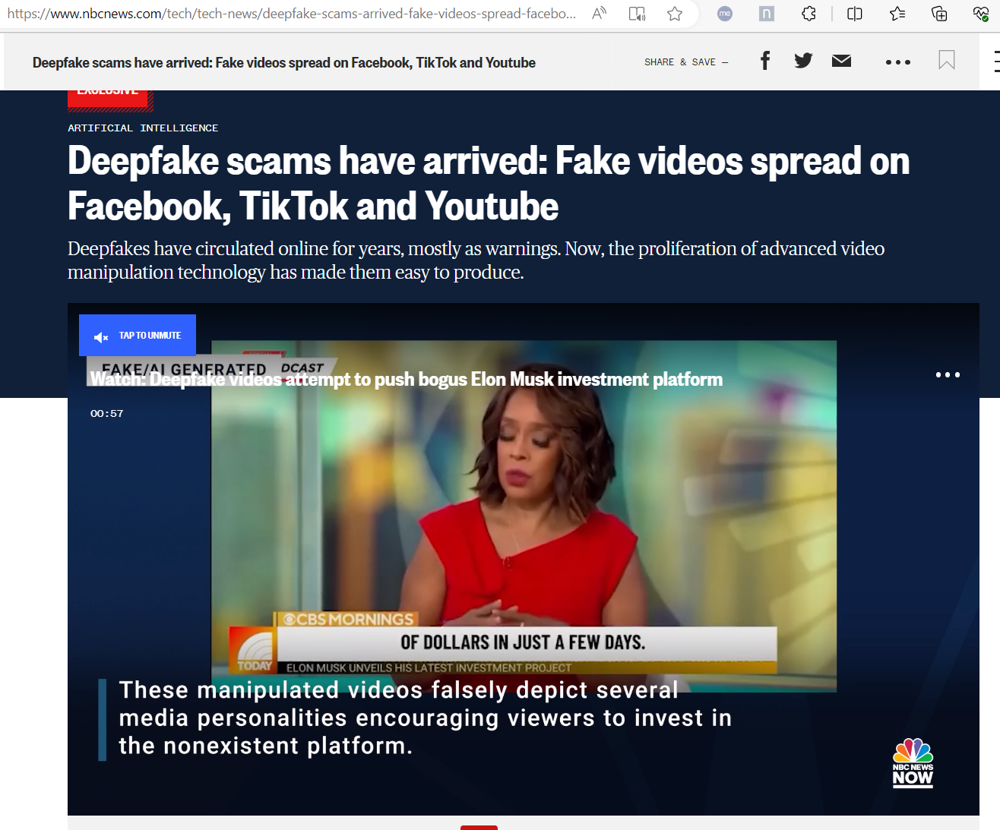 https://www.nbcnews.com/tech/tech-news/deepfake-scams-arrived-fake-videos-spread-facebo...
me
n
Deepfake scams have arrived: Fake videos spread on Facebook, TikTok and Youtube
SHARE & SAVE —
EXCLUSIVE
ARTIFICIAL INTELLIGENCE
Deepfake scams have arrived: Fake videos spread on
Facebook, TikTok and Youtube
Deepfakes have circulated online for years, mostly as warnings. Now, the proliferation of advanced video
manipulation technology has made them easy to produce.
TAP TO UNMUTE
FAKE/AI GENERATED DCAST
Watch: Deepfake videos attempt to push bogus Elon Musk investment platform
00:57
CBS MORNINGS
OF DOLLARS IN JUST A FEW DAYS.
TODAY
ELON MUSK UNVEILS HIS LATEST INVESTMENT PROJECT
These manipulated videos falsely depict several
media personalities encouraging viewers to invest in
the nonexistent platform.
NBC NEWS
NOW